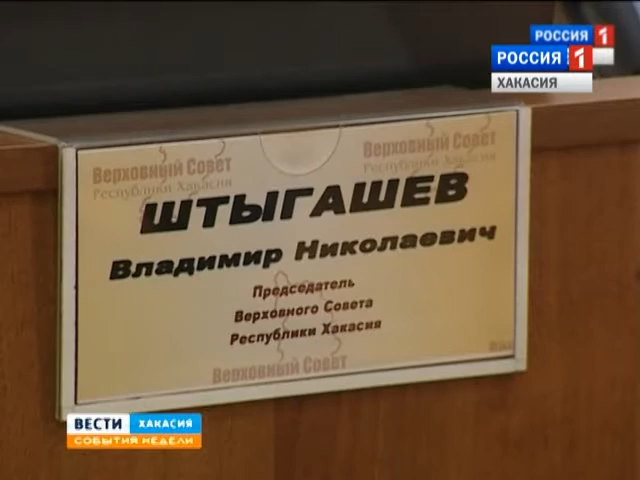 РОССИЯ 1
РОССИЯ 1
ХАКАСИЯ
Верховный Совет
Республики Хакасия
Верховный Совет
Республики Хакасия
ШТЫГАШЕВ
Владимир Николаевич
Председатель
Верховного Совета
Республики Хакасия
Верховный Совет
ВЕСТИ ХАКАСИЯ
СОБЫТИЯ НЕДЕЛИ